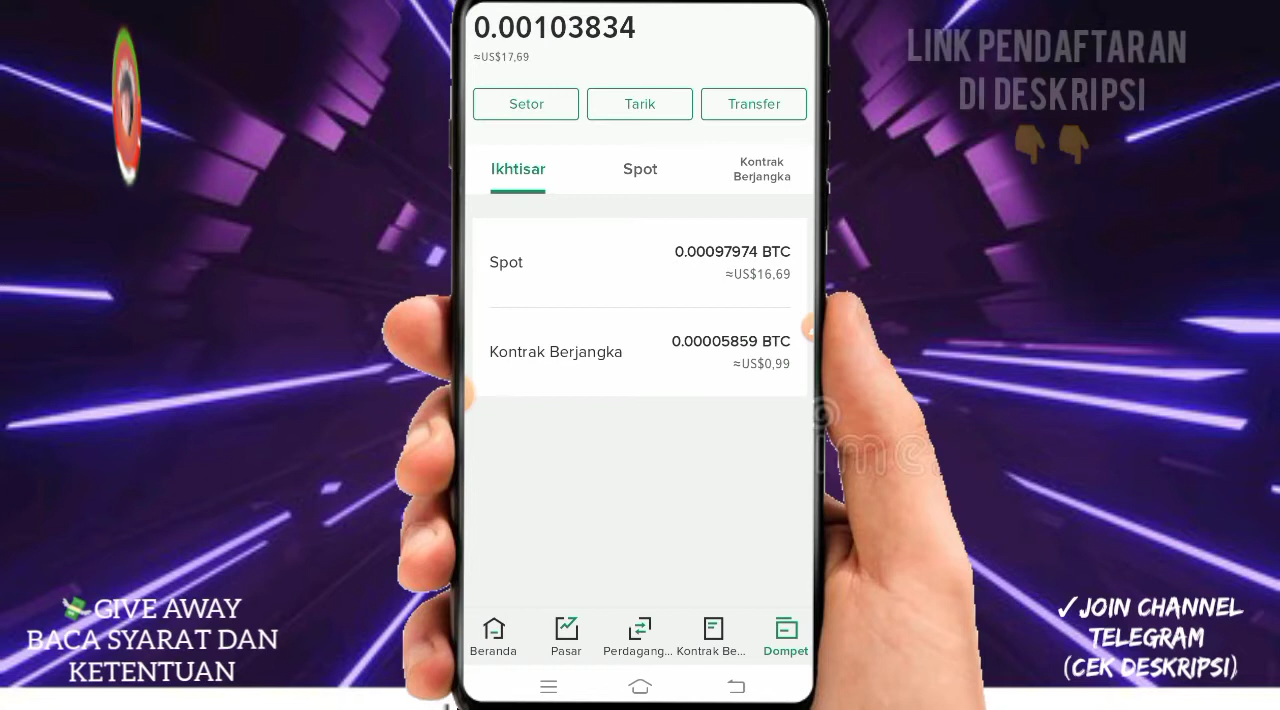 0.00103834
≈US$17,69
Setor
Tarik
Transfer
Ikhtisar
Spot
Kontrak
Berjangka
Spot
0.00097974 BTC
≈US$16,69
Kontrak Berjangka
0.00005859 BTC
≈US$0,99
Beranda
Pasar
Perdagang...
Kontrak Be...
Dompet
LINK PENDAFTARAN
DI DESKRIPSI
GIVE AWAY
BACA SYARAT DAN
KETENTUAN
✓JOIN CHANNEL
TELEGRAM
(CEK DESKRIPSI)